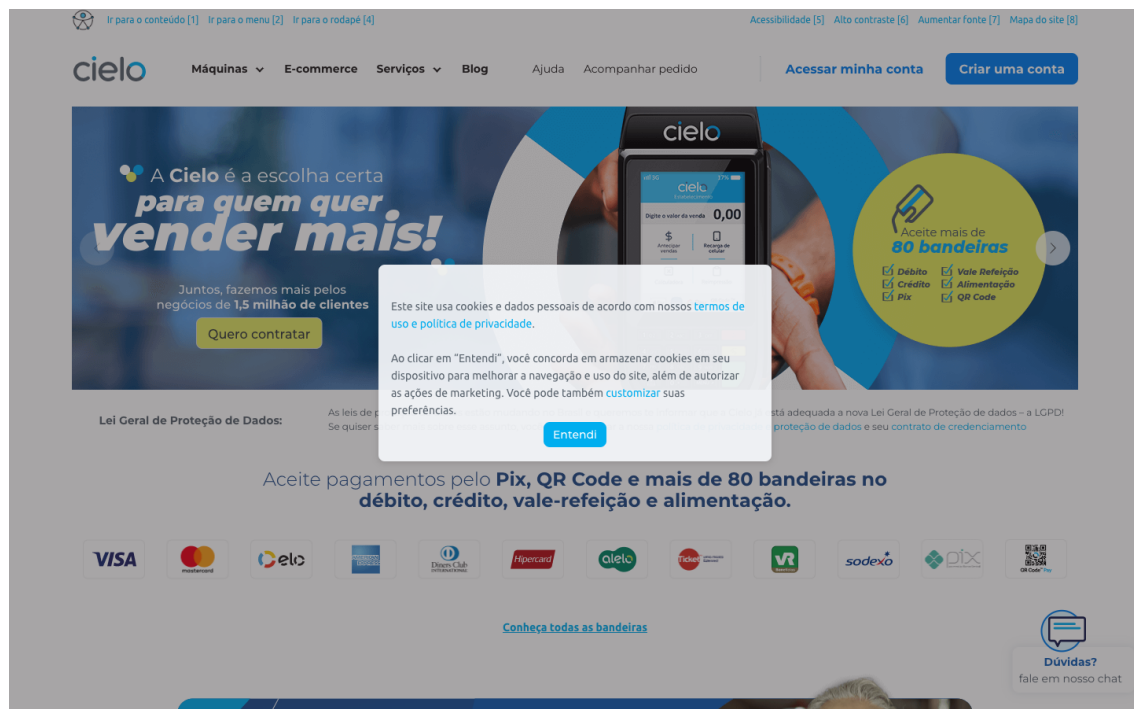 Ir para o conteúdo [1] Ir para o menu [2] Ir para o rodapé [4] Acessibilidade [5] Alto contraste [6] Aumentar fonte [7] Mapa do site [8]
cielo Máquinas E-commerce Serviços Blog Ajuda Acompanhar pedido Acessar minha conta Criar uma conta
A Cielo é a escolha certa
para quem quer
vender mais!
Juntos, fazemos mais pelos
negócios de 1,5 milhão de clientes
Quero contratar
cielo
37%
cielo
Digite o valor da venda 0,00
Antecipar
vendas
Recarga de
celular
Aceite mais de
80 bandeiras
Débito Vale Refeição
Crédito Alimentação
Pix QR Code
Este site usa cookies e dados pessoais de acordo com nossos termos de
uso e política de privacidade.
Ao clicar em “Entendi”, você concorda em armazenar cookies em seu
dispositivo para melhorar a navegação e uso do site, além de autorizar
as ações de marketing. Você pode também customizar suas
preferências.
Entendi
Lei Geral de Proteção de Dados:
As leis de adequada a nova Lei Geral de Proteção de dados – a LGPD!
Se quiser proteção de dados e seu contrato de credenciamento
Aceite pagamentos pelo Pix, QR Code e mais de 80 bandeiras no
débito, crédito, vale-refeição e alimentação.
VISA mastercard elo Diners Club INTERNATIONAL Hipercard alelo Ticket VR sodexo pix QR Code Pay
Conheça todas as bandeiras
Dúvidas?
fale em nosso chat